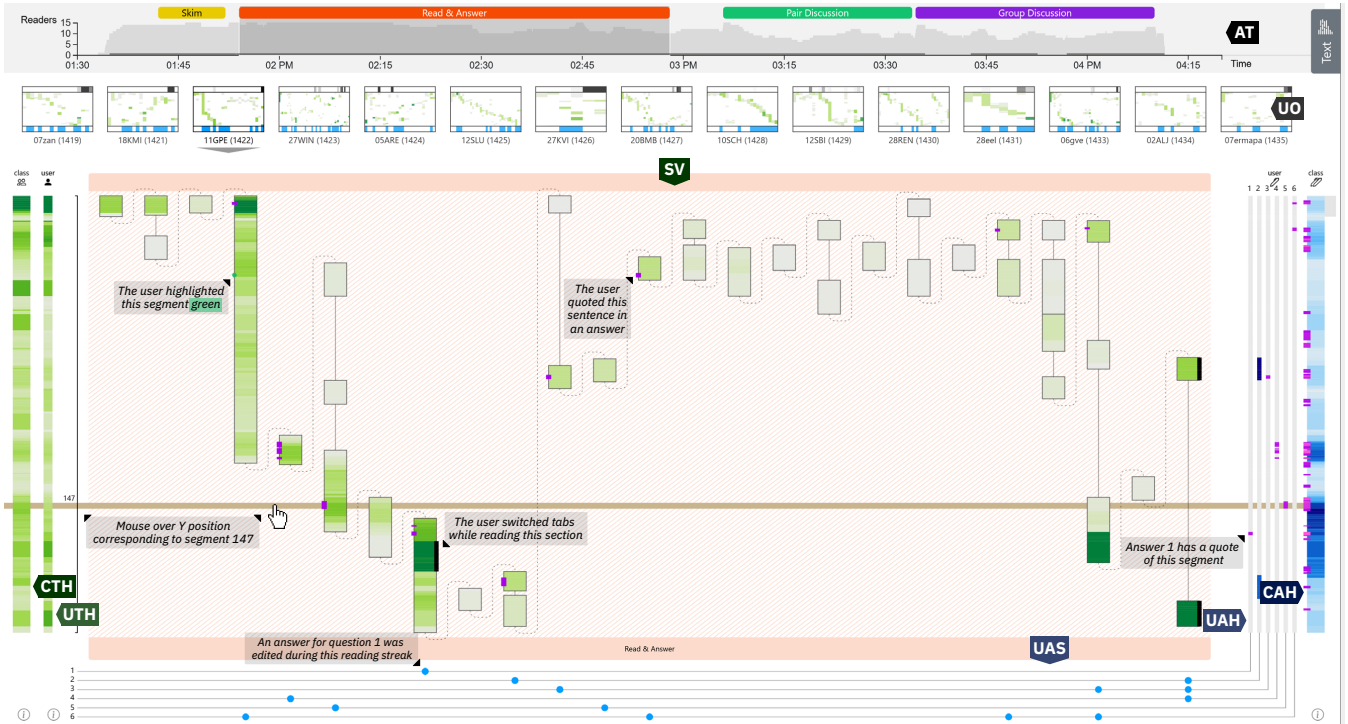 Skim
Read & Answer
Pair Discussion
Group Discussion
Readers 15
10
5
0
01:30
01:45
02 PM
02:15
02:30
02:45
03 PM
03:15
03:30
03:45
04 PM
04:15
Time
AT
Text
UO
07zan (1419)
18KMI (1421)
11GPE (1422)
27WIN (1423)
05ARE (1424)
12SLU (1425)
27KVI (1426)
20BMB (1427)
10SCH (1428)
12SBI (1429)
28REN (1430)
28eel (1431)
06gve (1433)
02ALJ (1434)
07ermapa (1435)
SV
class
user
user
class
1 2 3 4 5 6
The user highlighted
this segment green
The user
quoted this
sentence in
an answer
147
Mouse over Y position
corresponding to segment 147
The user switched tabs
while reading this section
Answer 1 has a quote
of this segment
CTH
UTH
CAH
UAH
An answer for question 1 was
edited during this reading streak
Read & Answer
UAS
1
2
3
4
5
6